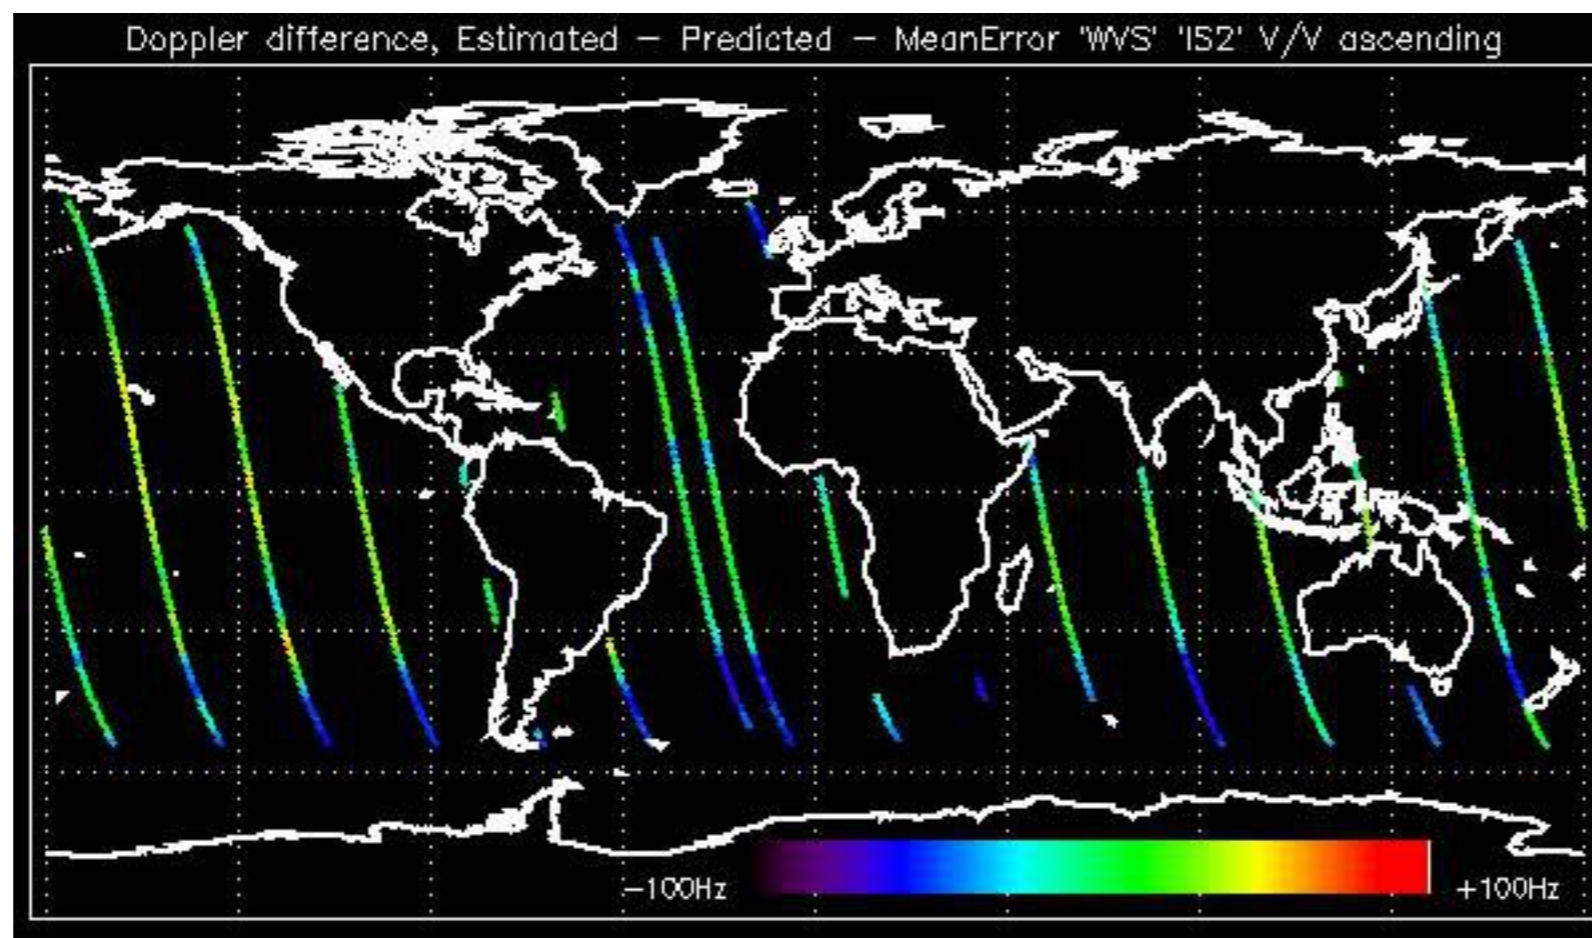 Doppler difference, Estimated − Predicted − MeanError 'WVS' 'IS2' V/V ascending
−100Hz
+100Hz